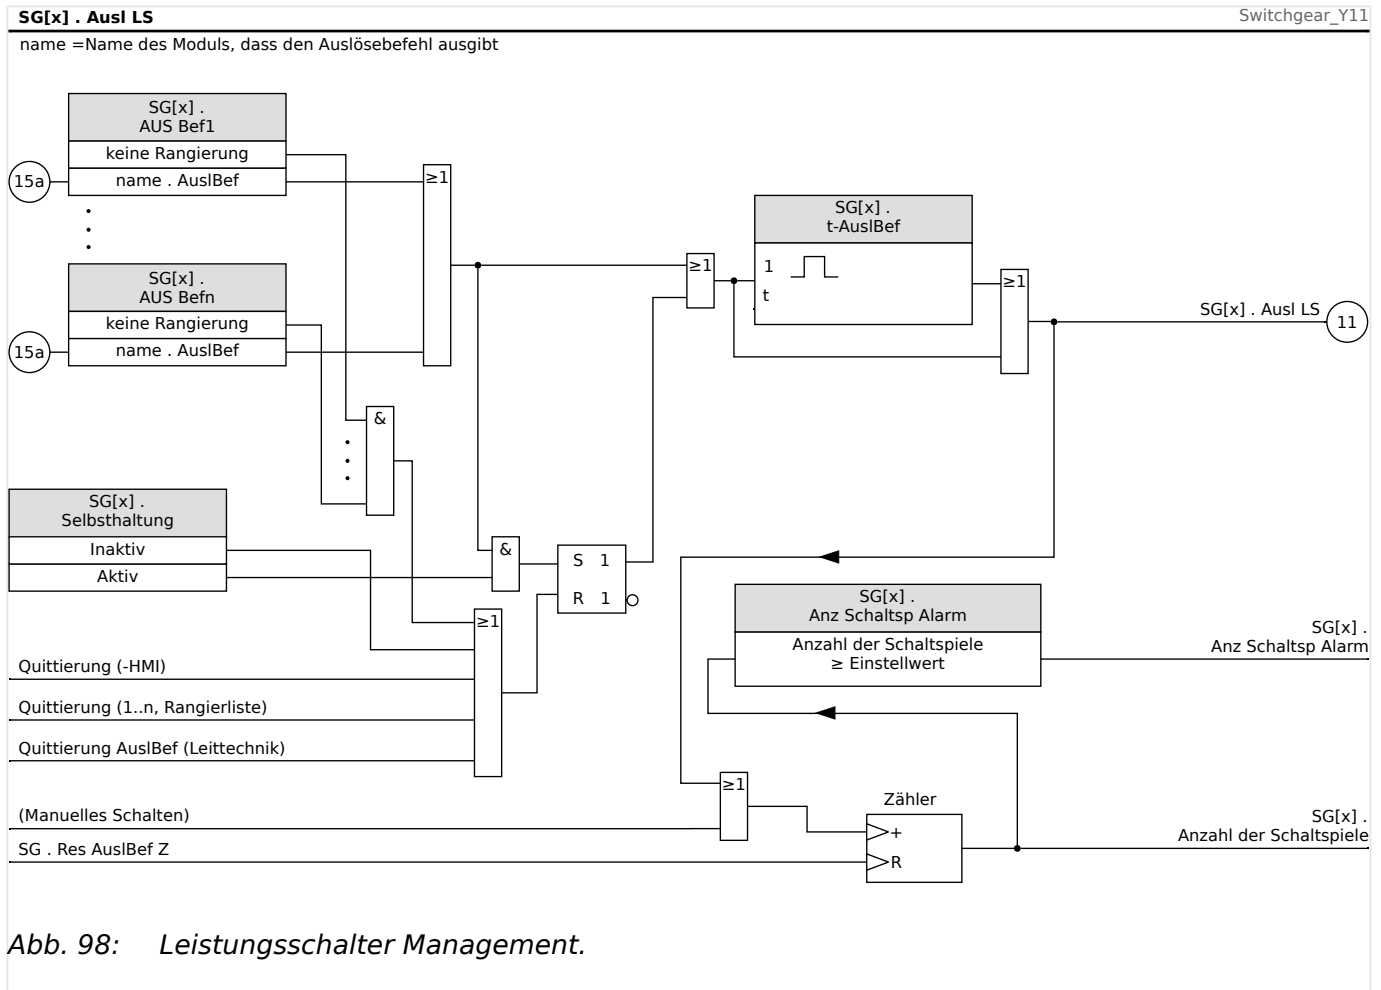 SG[x] . Ausl LS
Switchgear_Y11
name =Name des Moduls, dass den Auslösebefehl ausgibt
SG[x] .
AUS Bef1
keine Rangierung
15a
name . AuslBef
≥1
SG[x] .
t-AuslBef
1
t
≥1
≥1
SG[x] . Ausl LS
11
SG[x] .
AUS Befn
keine Rangierung
15a
name . AuslBef
&
SG[x] .
Selbsthaltung
Inaktiv
Aktiv
&
S 1
R 1
≥1
Quittierung (-HMI)
Quittierung (1..n, Rangierliste)
Quittierung AuslBef (Leittechnik)
SG[x] .
Anz Schaltsp Alarm
Anzahl der Schaltspiele
≥ Einstellwert
SG[x] .
Anz Schaltsp Alarm
≥1
(Manuelles Schalten)
SG . Res AuslBef Z
Zähler
+
R
SG[x] .
Anzahl der Schaltspiele
Abb. 98: Leistungsschalter Management.